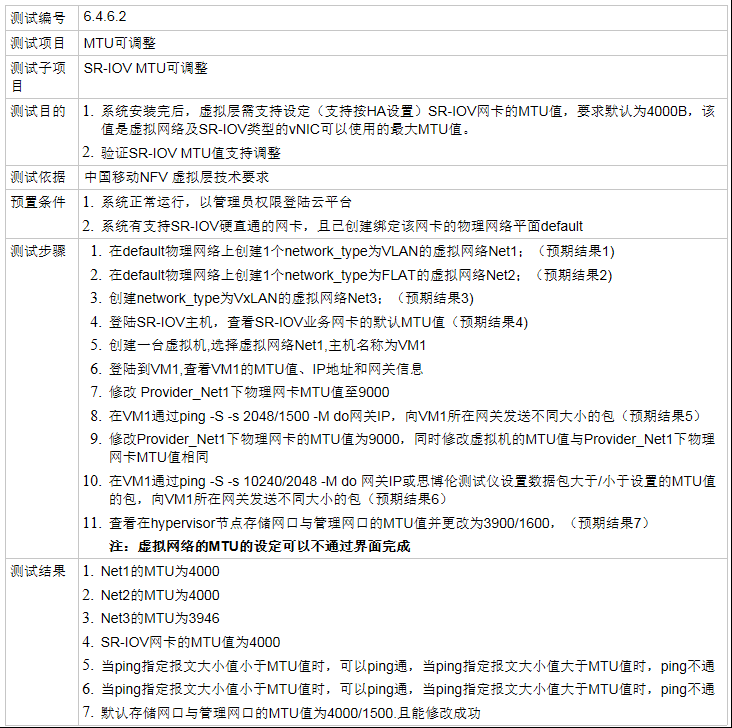 测试编号 6.4.6.2
测试项目 MTU可调整
测试子项目 SR-IOV MTU可调整
测试目的 1. 系统安装完后，虚拟层需支持设定（支持按HA设置）SR-IOV网卡的MTU值，要求默认为4000B，该
值是虚拟网络及SR-IOV类型的vNIC可以使用的最大MTU值。
2. 验证SR-IOV MTU值支持调整
测试依据 中国移动NFV 虚拟层技术要求
预置条件 1. 系统正常运行，以管理员权限登陆云平台
2. 系统有支持SR-IOV硬直通的网卡，且已创建绑定该网卡的物理网络平面default
测试步骤 1. 在default物理网络上创建1个network_type为VLAN的虚拟网络Net1；（预期结果1)
2. 在default物理网络上创建1个network_type为FLAT的虚拟网络Net2；（预期结果2)
3. 创建network_type为VxLAN的虚拟网络Net3；（预期结果3)
4. 登陆SR-IOV主机，查看SR-IOV业务网卡的默认MTU值（预期结果4)
5. 创建一台虚拟机,选择虚拟网络Net1,主机名称为VM1
6. 登陆到VM1,查看VM1的MTU值、IP地址和网关信息
7. 修改 Provider_Net1下物理网卡MTU值至9000
8. 在VM1通过ping -S -s 2048/1500 -M do网关IP，向VM1所在网关发送不同大小的包（预期结果5）
9. 修改Provider_Net1下物理网卡的MTU值为9000，同时修改虚拟机的MTU值与Provider_Net1下物理
网卡MTU值相同
10. 在VM1通过ping -S -s 10240/2048 -M do 网关IP或思博伦测试仪设置数据包大于/小于设置的MTU值
的包，向VM1所在网关发送不同大小的包（预期结果6）
11. 查看在hypervisor节点存储网口与管理网口的MTU值并更改为3900/1600，（预期结果7）
注：虚拟网络的MTU的设定可以不通过界面完成
测试结果 1. Net1的MTU为4000
2. Net2的MTU为4000
3. Net3的MTU为3946
4. SR-IOV网卡的MTU值为4000
5. 当ping指定报文大小值小于MTU值时，可以ping通，当ping指定报文大小值大于MTU值时，ping不通
6. 当ping指定报文大小值小于MTU值时，可以ping通，当ping指定报文大小值大于MTU值时，ping不通
7. 默认存储网口与管理网口的MTU值为4000/1500.且能修改成功